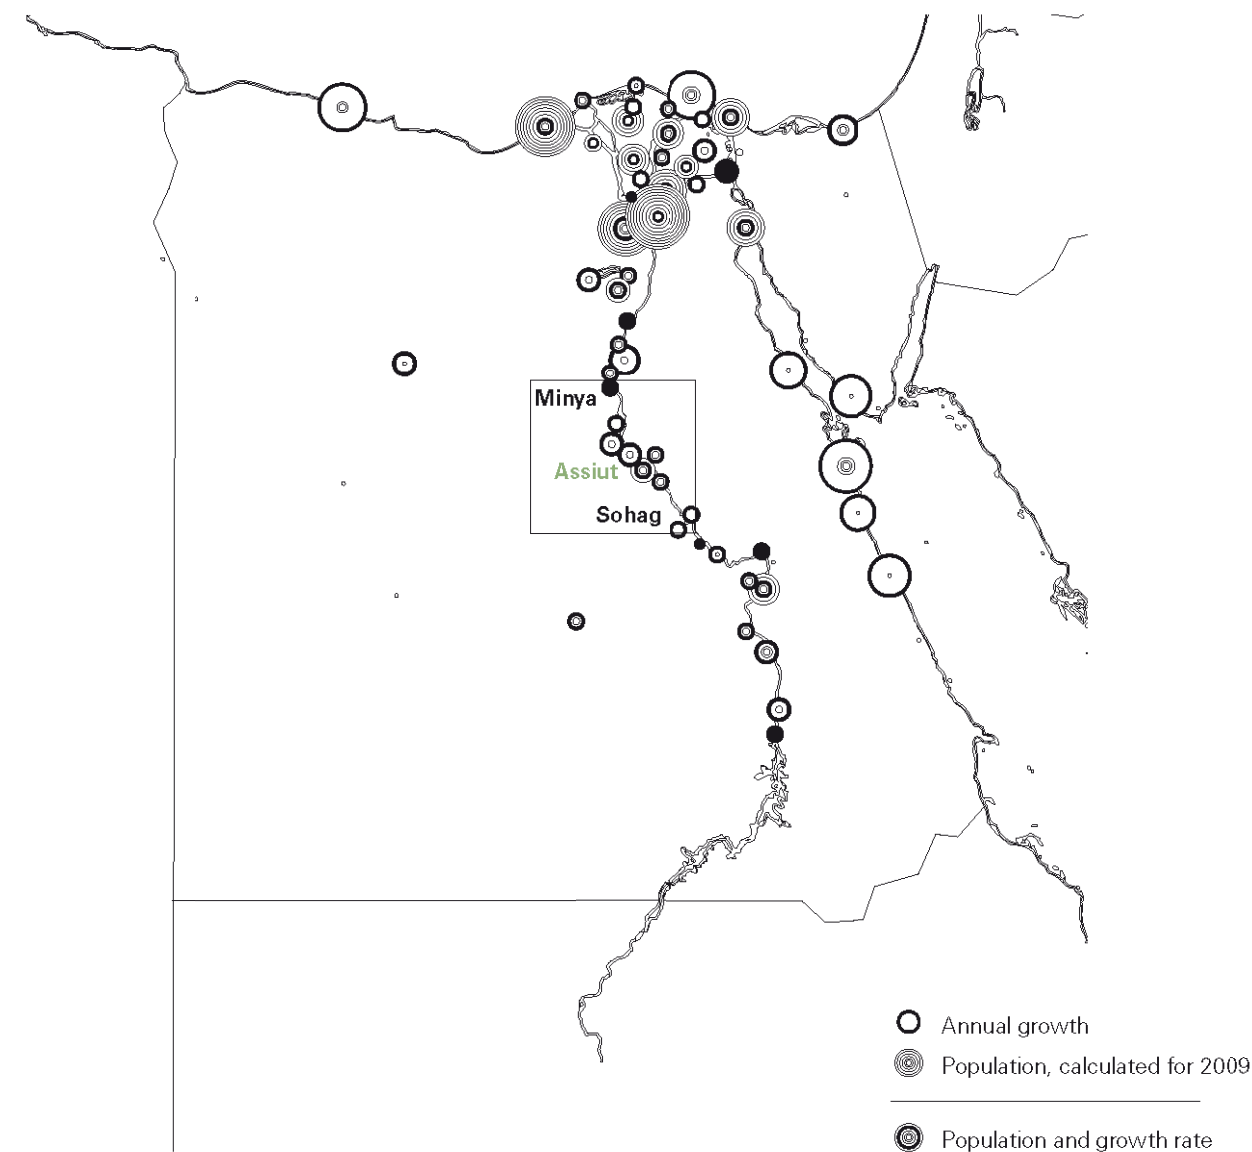 Minya
Assiut
Sohag
Annual growth
Population, calculated for 2009
Population and growth rate